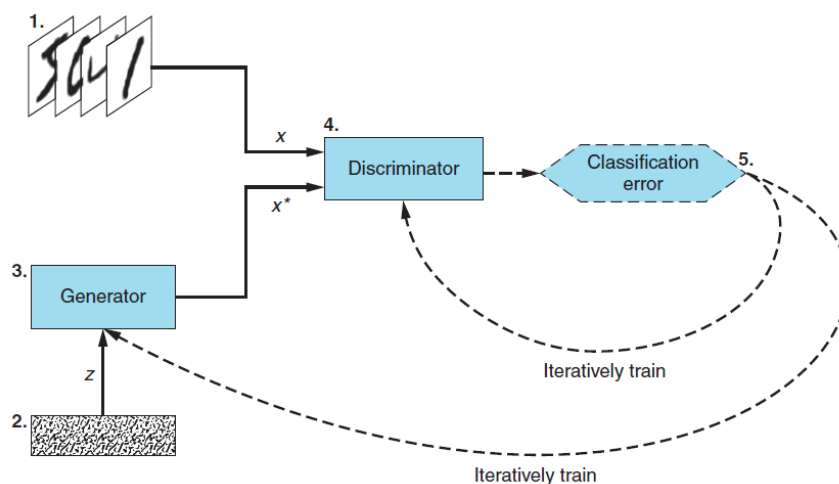 1.
4.
x
Discriminator
Classification
error
5.
x*
3.
Generator
Iteratively train
z
2.
Iteratively train